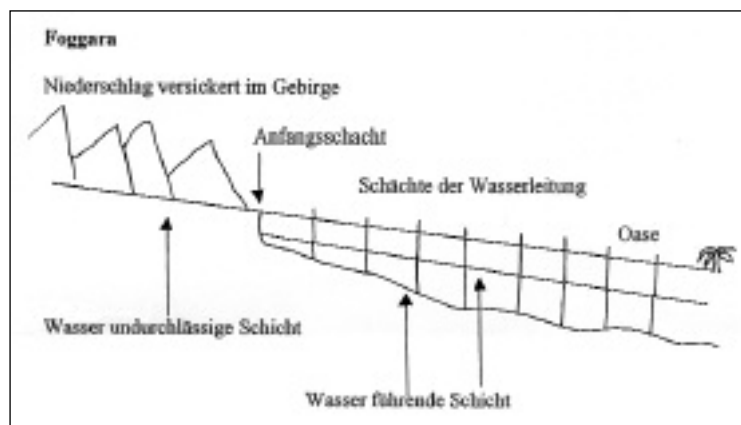 Foggara
Niederschlag versickert im Gebirge
Anfangsschacht
Schächte der Wasserleitung
Oase
Wasser undurchlässige Schicht
Wasser führende Schicht